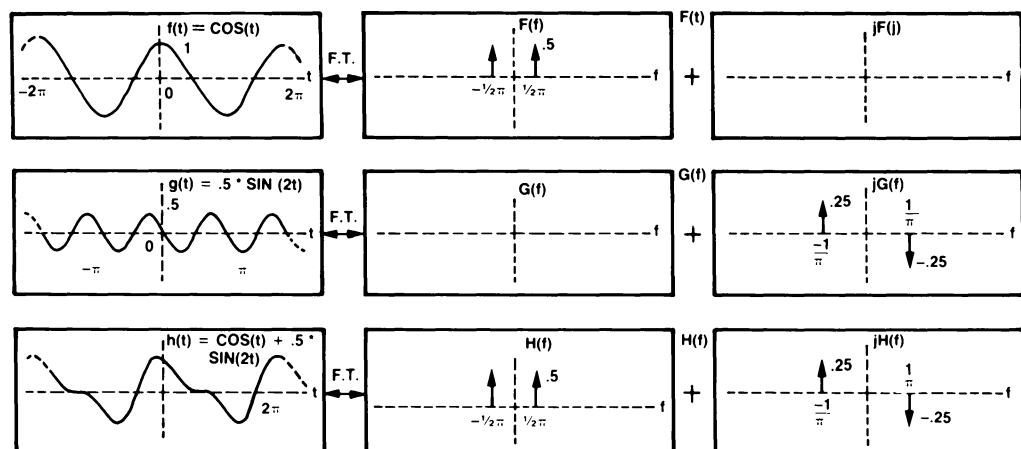 f(t) = COS(t)
1
t
-2π
0
2π
F.T.
F(f)
.5
f
-½π
½π
F(t)
+
jF(j)
f
g(t) = .5 * SIN (2t)
.5
t
0
-π
π
F.T.
G(f)
f
G(f)
+
jG(f)
.25
1/π
f
-1/π
-.25
h(t) = COS(t) + .5 *
SIN(2t)
t
2π
F.T.
H(f)
.5
f
-½π
½π
H(f)
+
jH(f)
.25
1/π
f
-1/π
-.25